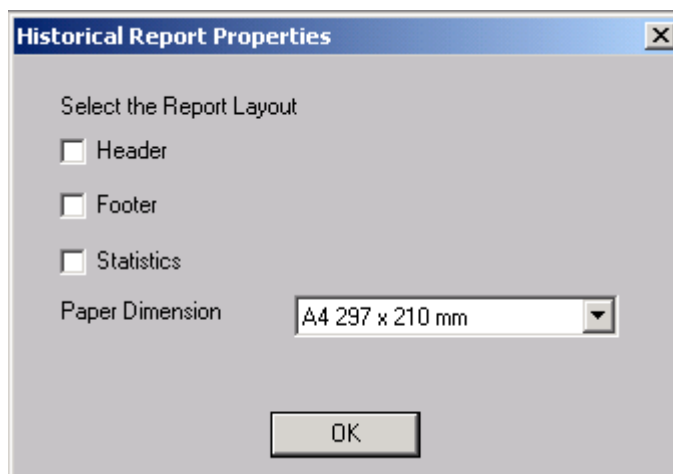 Historical Report Properties
Select the Report Layout
Header
Footer
Statistics
Paper Dimension A4 297 x 210 mm
OK